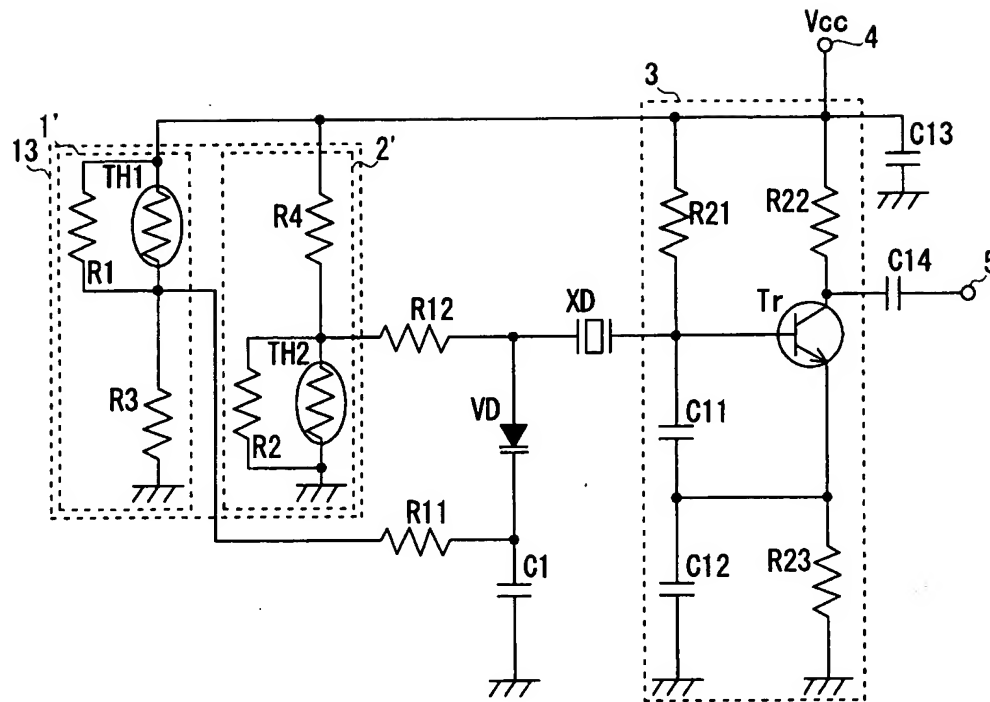 Vcc
4
3
1'
13
2'
C13
TH1
R4
R21
R22
R1
C14
5
R12
XD
Tr
TH2
R3
VD
C11
R2
R11
C1
C12
R23